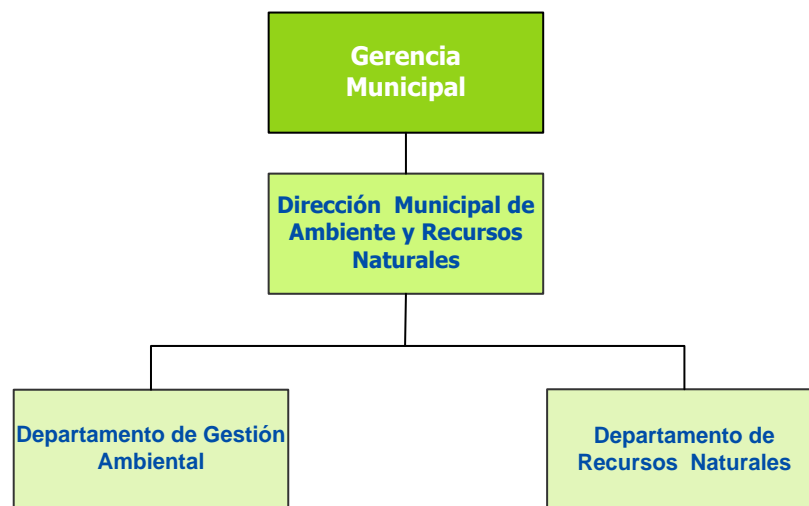 Gerencia
Municipal
Dirección Municipal de
Ambiente y Recursos
Naturales
Departamento de Gestión
Ambiental
Departamento de
Recursos Naturales